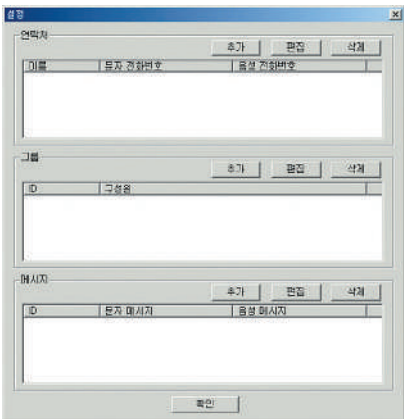 설정
연락처
추가 편집 삭제
이름 문자 전화번호 음성 전화번호
그룹
추가 편집 삭제
ID 구성원
메시지
추가 편집 삭제
ID 문자 메시지 음성 메시지
확인